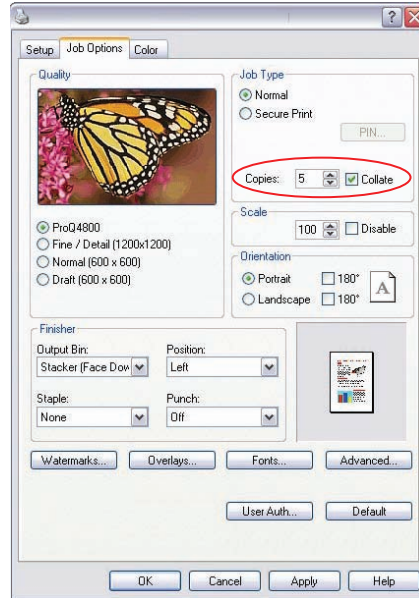 Setup
Job Options
Color
Quality
ProQ4800
Fine / Detail (1200x1200)
Normal (600 x 600)
Draft (600 x 600)
Job Type
Normal
Secure Print
PIN...
Copies: 5 Collate
Scale
100 Disable
Orientation
Portrait 180°
Landscape 180°
A
Finisher
Output Bin:
Stacker (Face Dow
Position:
Left
Staple:
None
Punch:
Off
Watermarks... Overlays... Fonts... Advanced...
User Auth... Default
OK Cancel Apply Help